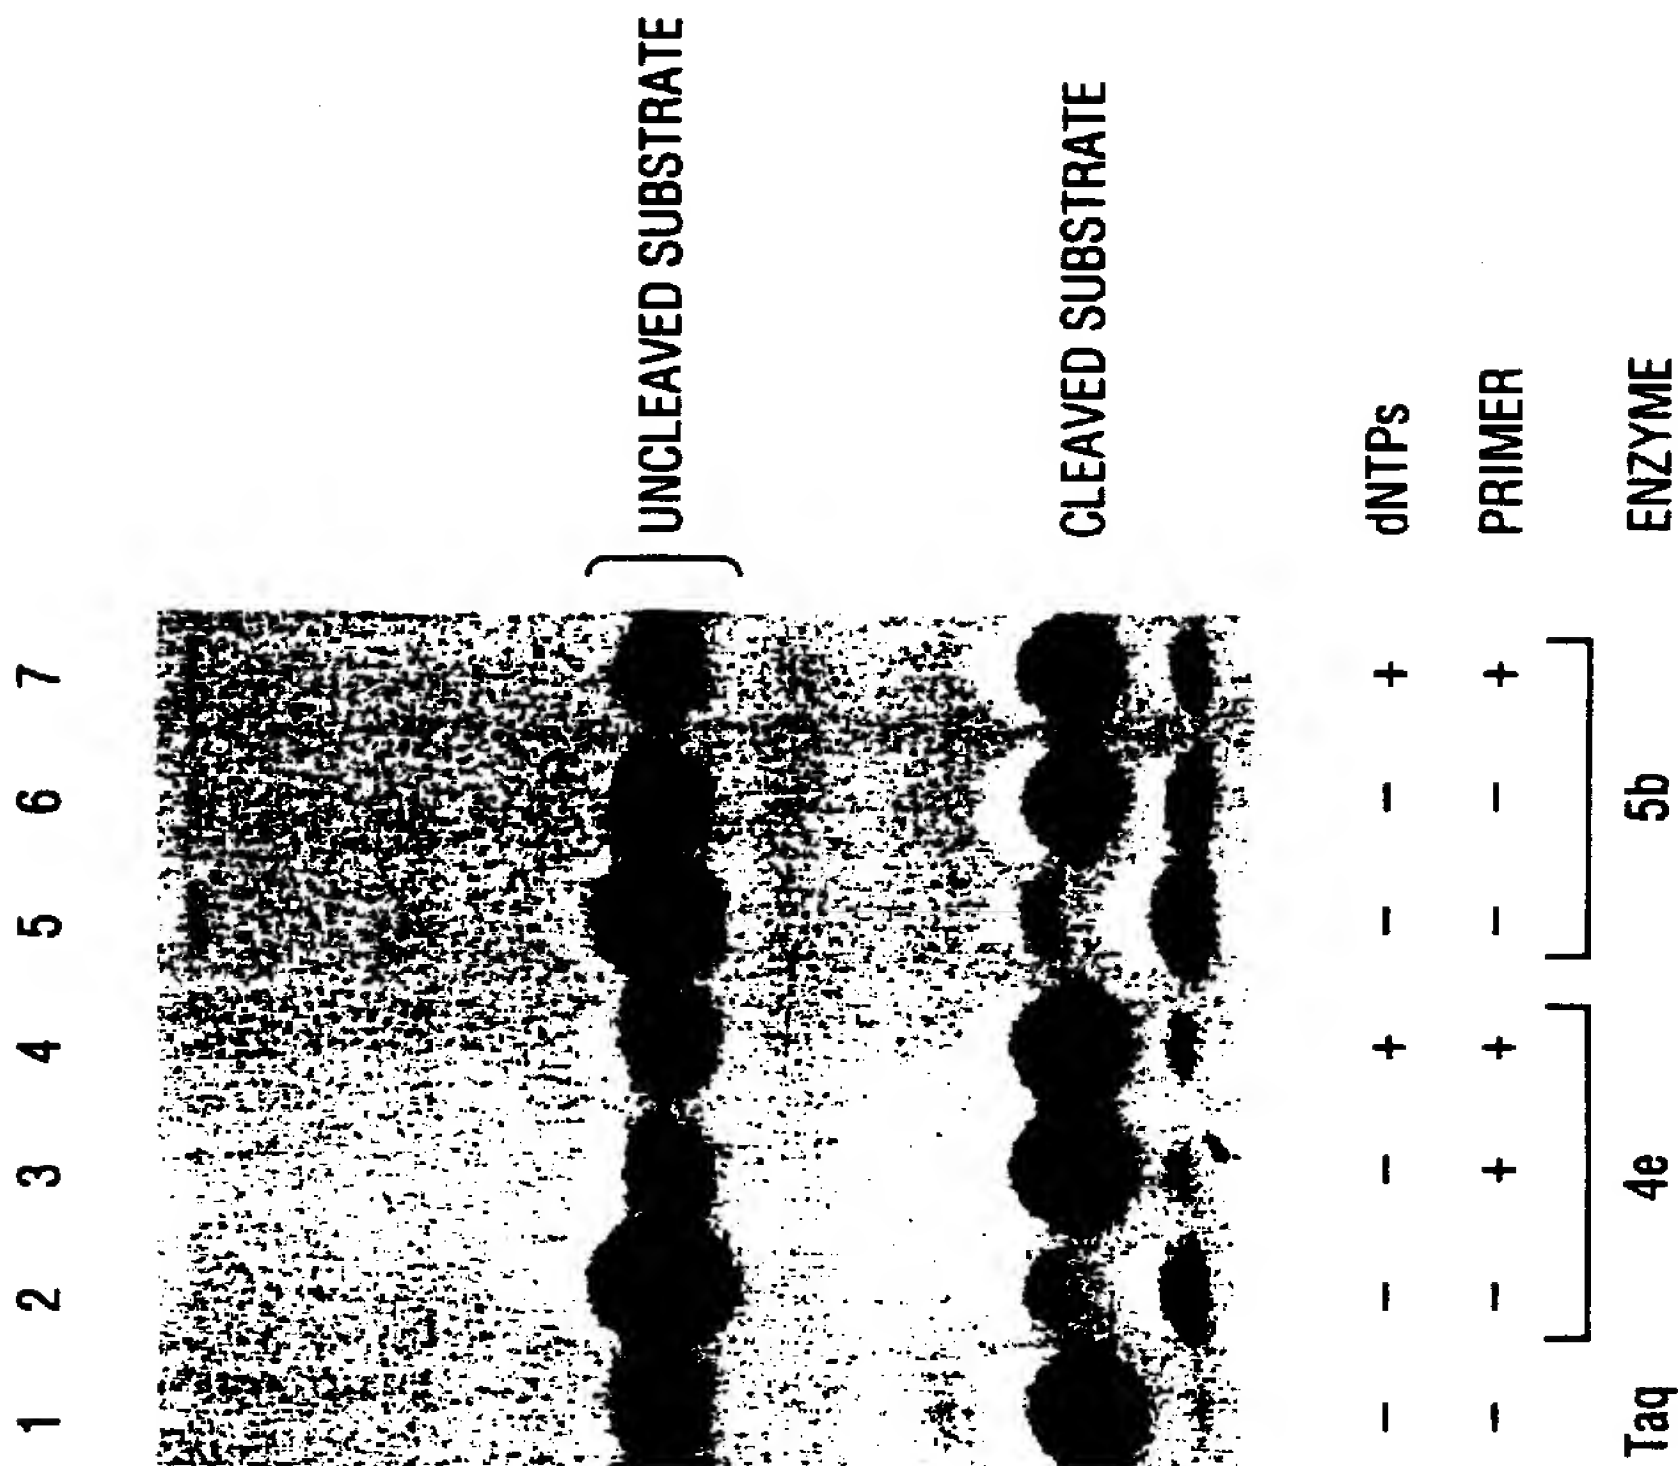 1 2 3 4 5 6 7
UNCLEAVED SUBSTRATE
CLEAVED SUBSTRATE
− − − + − − + dNTPs
− − + + − − + PRIMER
Taq 4e 5b ENZYME